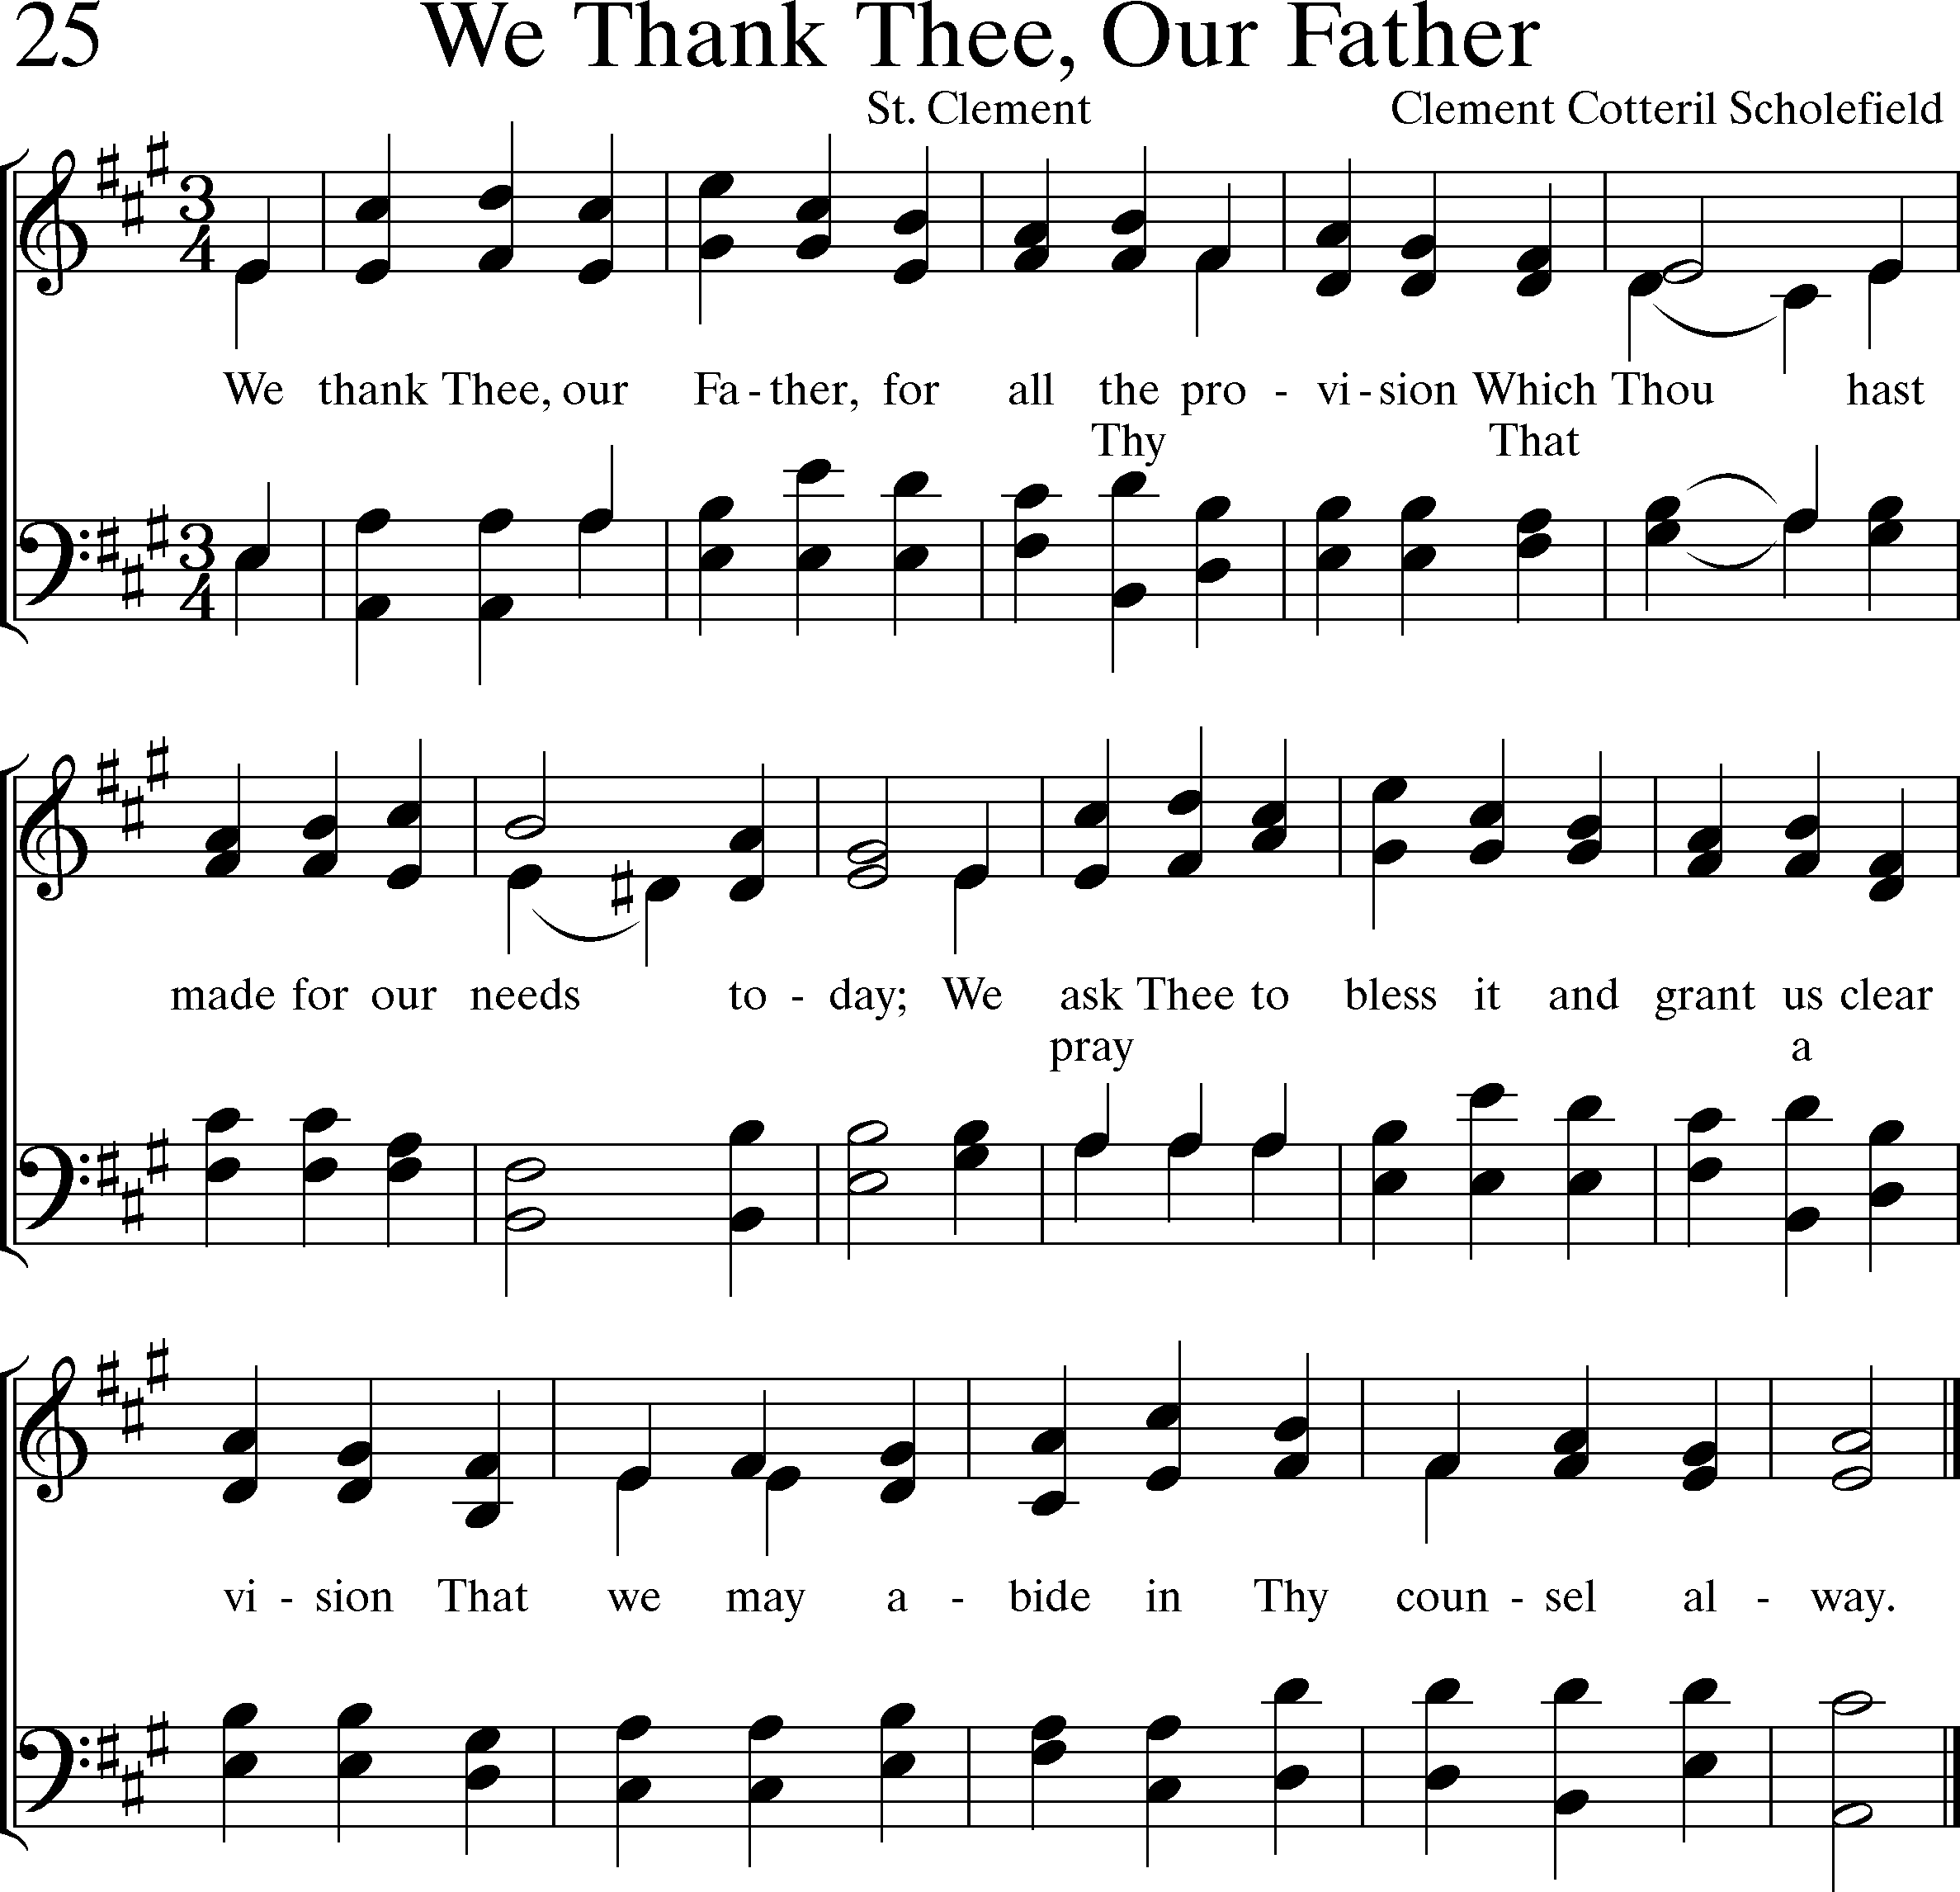 25 We Thank Thee, Our Father
St. Clement Clement Cotteril Scholefield
3 4
We thank Thee, our Fa - ther, for all the pro - vi - sion Which Thou hast
Thy That
3 4
made for our needs to - day; We ask Thee to bless it and grant us clear
pray a
vi - sion That we may a - bide in Thy coun - sel al - way.